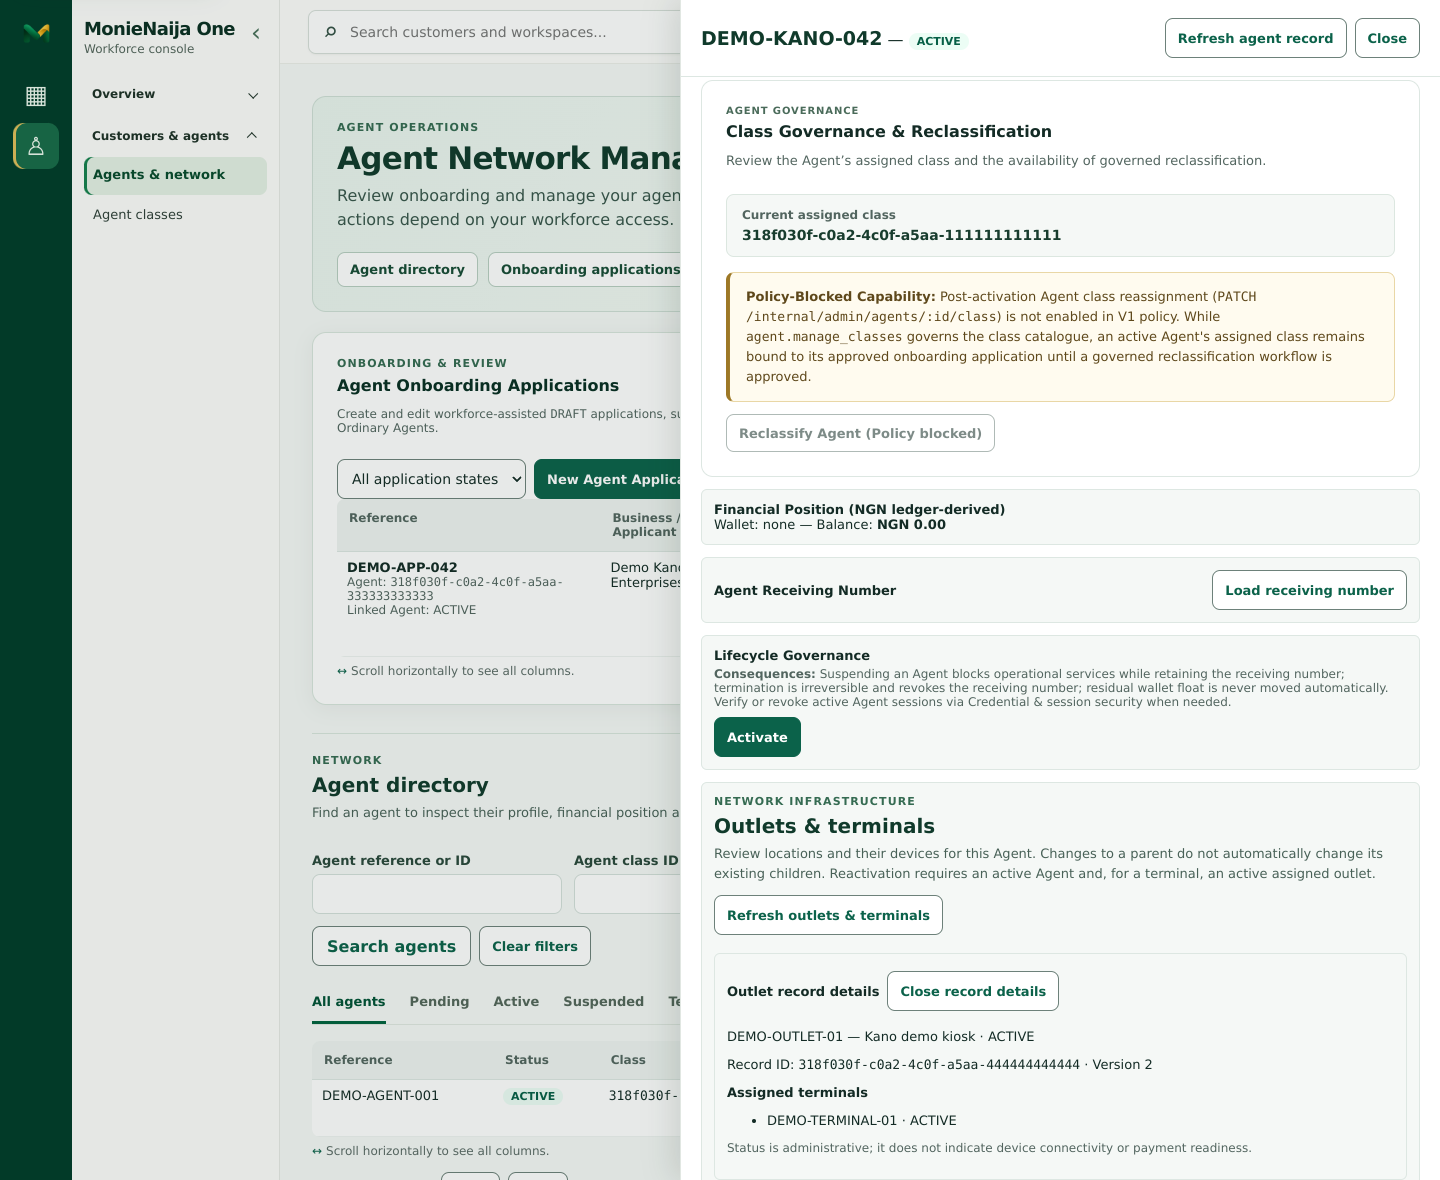 MonieNaija One
Workforce console
Overview
Customers & agents
Agents & network
Agent classes
Search customers and workspaces...
AGENT OPERATIONS
Agent Network Mana
Review onboarding and manage your agen
actions depend on your workforce access.
Agent directory
Onboarding applications
ONBOARDING & REVIEW
Agent Onboarding Applications
Create and edit workforce-assisted DRAFT applications, su
Ordinary Agents.
All application states
New Agent Applica
Reference
Business /
Applicant
DEMO-APP-042
Agent: 318f030f-c0a2-4c0f-a5aa-
333333333333
Linked Agent: ACTIVE
Demo Kano
Enterprises
↔ Scroll horizontally to see all columns.
NETWORK
Agent directory
Find an agent to inspect their profile, financial position a
Agent reference or ID
Agent class ID
Search agents
Clear filters
All agents
Pending
Active
Suspended
Te
Reference
Status
Class
DEMO-AGENT-001
ACTIVE
318f030f-
↔ Scroll horizontally to see all columns.
DEMO-KANO-042 — ACTIVE
Refresh agent record
Close
AGENT GOVERNANCE
Class Governance & Reclassification
Review the Agent’s assigned class and the availability of governed reclassification.
Current assigned class
318f030f-c0a2-4c0f-a5aa-111111111111
Policy-Blocked Capability: Post-activation Agent class reassignment (PATCH
/internal/admin/agents/:id/class) is not enabled in V1 policy. While
agent.manage_classes governs the class catalogue, an active Agent's assigned class remains
bound to its approved onboarding application until a governed reclassification workflow is
approved.
Reclassify Agent (Policy blocked)
Financial Position (NGN ledger-derived)
Wallet: none — Balance: NGN 0.00
Agent Receiving Number
Load receiving number
Lifecycle Governance
Consequences: Suspending an Agent blocks operational services while retaining the receiving number;
termination is irreversible and revokes the receiving number; residual wallet float is never moved automatically.
Verify or revoke active Agent sessions via Credential & session security when needed.
Activate
NETWORK INFRASTRUCTURE
Outlets & terminals
Review locations and their devices for this Agent. Changes to a parent do not automatically change its
existing children. Reactivation requires an active Agent and, for a terminal, an active assigned outlet.
Refresh outlets & terminals
Outlet record details
Close record details
DEMO-OUTLET-01 — Kano demo kiosk · ACTIVE
Record ID: 318f030f-c0a2-4c0f-a5aa-444444444444 · Version 2
Assigned terminals
• DEMO-TERMINAL-01 · ACTIVE
Status is administrative; it does not indicate device connectivity or payment readiness.